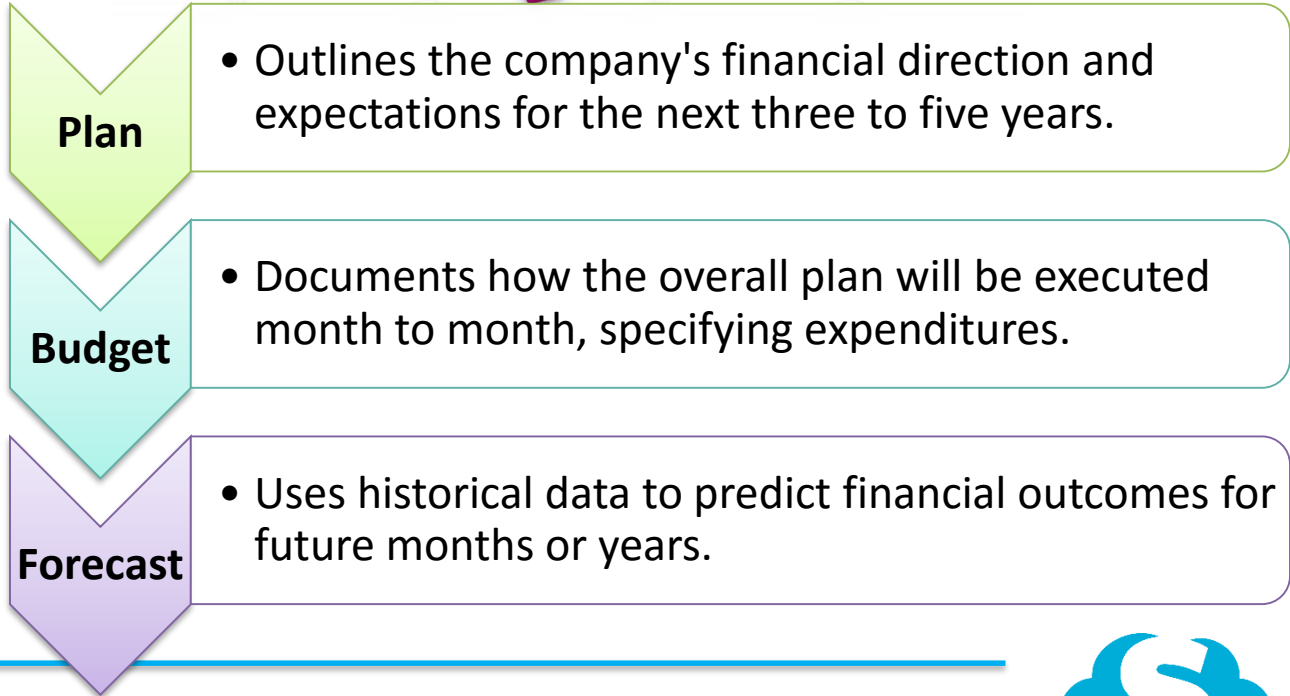 Plan
• Outlines the company's financial direction and
expectations for the next three to five years.
Budget
• Documents how the overall plan will be executed
month to month, specifying expenditures.
Forecast
• Uses historical data to predict financial outcomes for
future months or years.